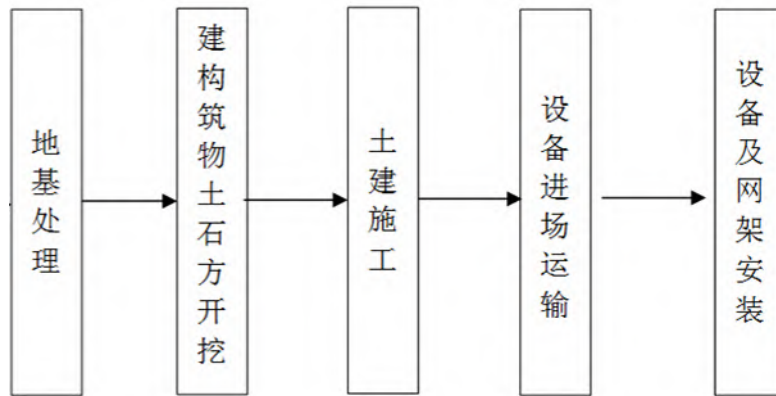 地基处理
建构筑物土石方开挖
土建施工
设备进场运输
设备及网架安装